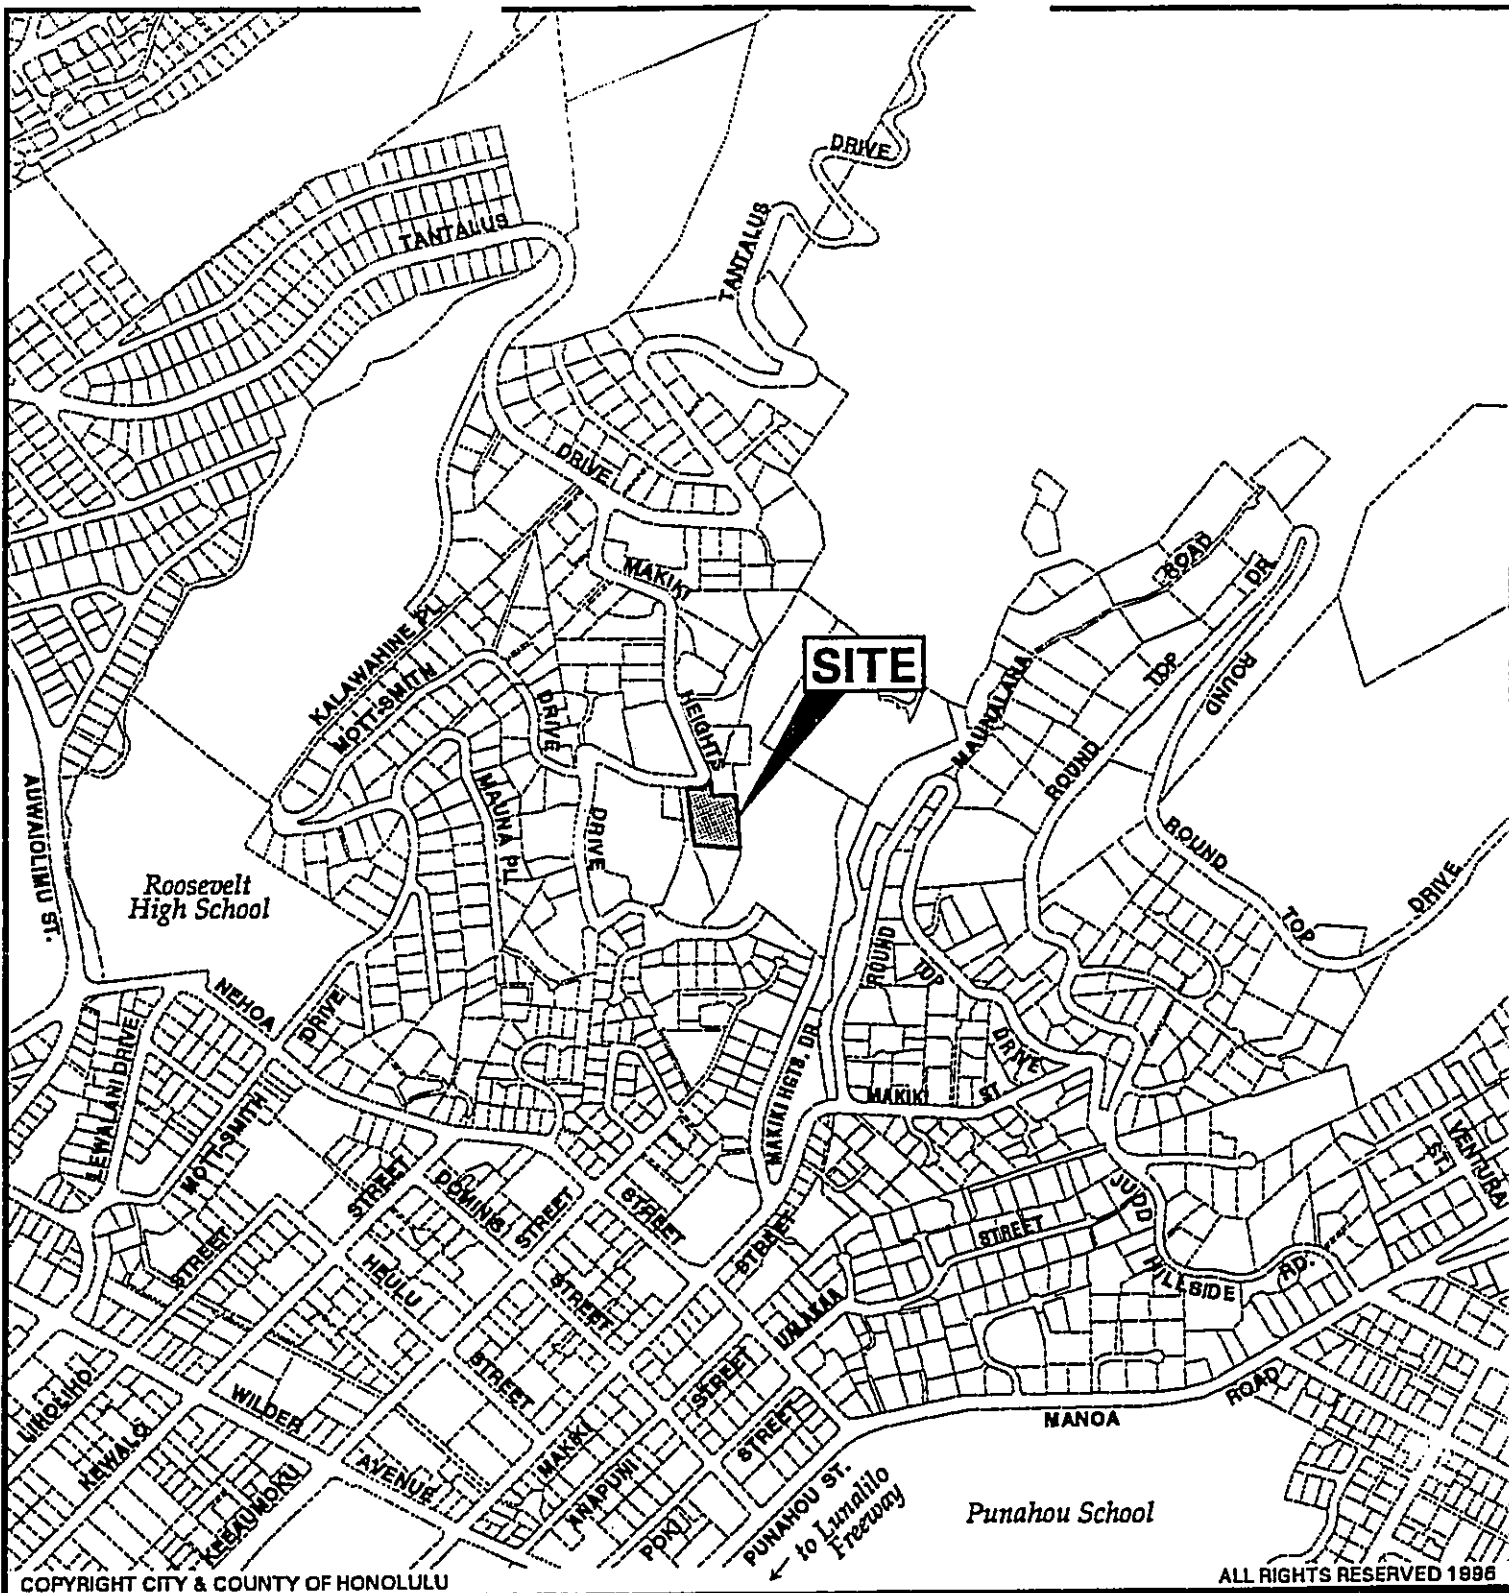 DRIVE
TANTALUS
TANTALUS
DRIVE
MAKIKI
ROAD
DR.
KALAWAHINE PL.
MOTT-SMITH
DRIVE
HEIGHTS
SITE
MAUNALAHA
TOP
ROUND
ROUND
AUWAIOLIMU ST.
MAUNA PL.
DRIVE
Roosevelt
High School
ROUND
TOP
DRIVE
ROUND
TOP
DRIVE
NEHOA
DRIVE
LEWALANI DRIVE
MOTT-SMITH
MAKIKI HGTS. DR.
MAKIKI
ST.
VENTURA
ST.
STREET
DOMINIS
STREET
STREET
STREET
STREET
HEULU
STREET
STREET
UALAKAA
STREET
JUDD
HILLSIDE
RD.
LIHOLIHO
KEWALO
WILDER
AVENUE
KEEAUMOKU
STREET
MAKIKI
ANAPUNI
STREET
STREET
POKI
PUNAHOU ST.
MANOA
ROAD
← to Lunalilo
Freeway
Punahou School
COPYRIGHT CITY & COUNTY OF HONOLULU
ALL RIGHTS RESERVED 1996